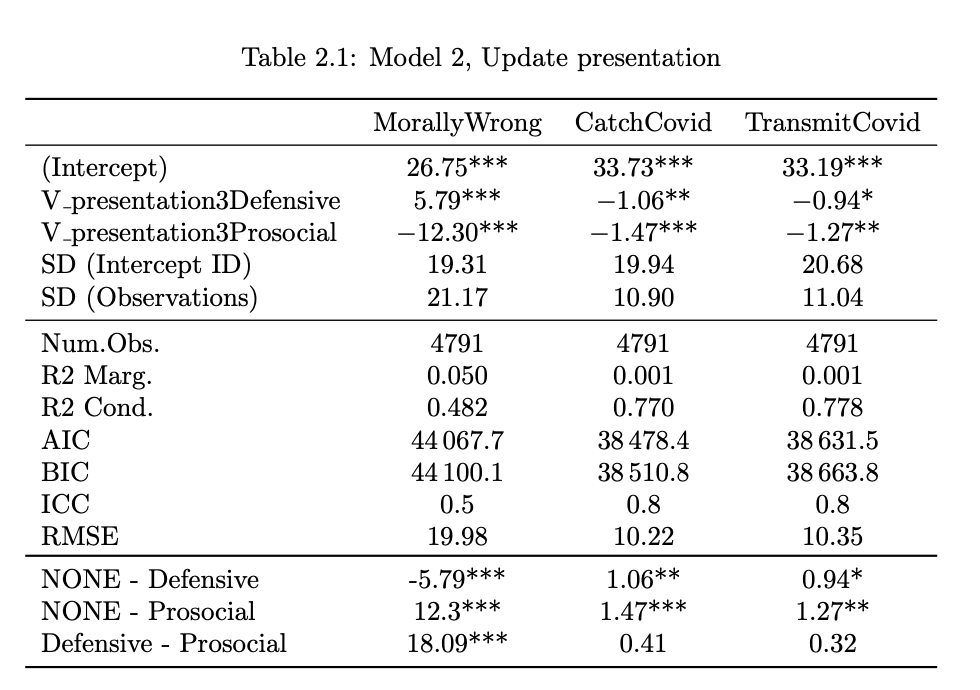 Table 2.1: Model 2, Update presentation
MorallyWrong CatchCovid TransmitCovid
(Intercept) 26.75*** 33.73*** 33.19***
V_presentation3Defensive 5.79*** −1.06** −0.94*
V_presentation3Prosocial −12.30*** −1.47*** −1.27**
SD (Intercept ID) 19.31 19.94 20.68
SD (Observations) 21.17 10.90 11.04
Num.Obs. 4791 4791 4791
R2 Marg. 0.050 0.001 0.001
R2 Cond. 0.482 0.770 0.778
AIC 44 067.7 38 478.4 38 631.5
BIC 44 100.1 38 510.8 38 663.8
ICC 0.5 0.8 0.8
RMSE 19.98 10.22 10.35
NONE - Defensive -5.79*** 1.06** 0.94*
NONE - Prosocial 12.3*** 1.47*** 1.27**
Defensive - Prosocial 18.09*** 0.41 0.32